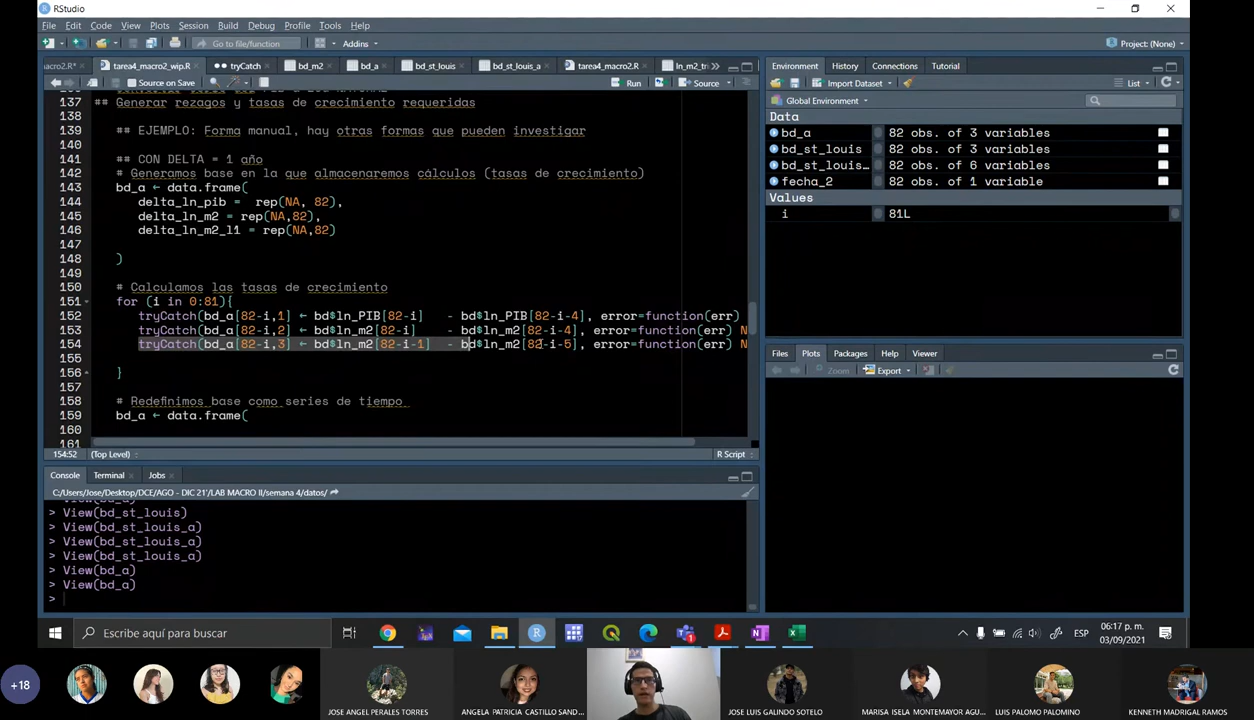 RStudio
File Edit Code View Plots Session Build Debug Profile Tools Help
Go to file/function Addins Project: (None)
macro2.R* tarea4_macro2_wip.R tryCatch bd_m2 bd_a bd_st_louis bd_st_louis_a tarea4_macro2.R ln_m2_tr
Source on Save Run Source
137 ## Generar rezagos y tasas de crecimiento requeridas
138
139 ## EJEMPLO: Forma manual, hay otras formas que pueden investigar
140
141 ## CON DELTA = 1 año
142 # Generamos base en la que almacenaremos cálculos (tasas de crecimiento)
143 bd_a ← data.frame(
144 delta_ln_pib = rep(NA, 82),
145 delta_ln_m2 = rep(NA,82),
146 delta_ln_m2_l1 = rep(NA,82)
147
148 )
149
150 # Calculamos las tasas de crecimiento
151 for (i in 0:81){
152 tryCatch(bd_a[82-i,1] ← bd$ln_PIB[82-i] - bd$ln_PIB[82-i-4], error=function(err)
153 tryCatch(bd_a[82-i,2] ← bd$ln_m2[82-i] - bd$ln_m2[82-i-4], error=function(err) N
154 tryCatch(bd_a[82-i,3] ← bd$ln_m2[82-i-1] - bd$ln_m2[82-i-5], error=function(err) N
155
156 }
157
158 # Redefinimos base como series de tiempo
159 bd_a ← data.frame(
160
161
154:52 (Top Level) R Script
Console Terminal Jobs
C:/Users/Jose/Desktop/DCE/AGO - DIC 21'/LAB MACRO II/semana 4/datos/
> View(bd_st_louis)
> View(bd_st_louis_a)
> View(bd_st_louis_a)
> View(bd_a)
> View(bd_a)
>
Environment History Connections Tutorial
Import Dataset List
Global Environment
Data
bd_a 82 obs. of 3 variables
bd_st_louis 82 obs. of 3 variables
bd_st_louis… 82 obs. of 6 variables
fecha_2 82 obs. of 1 variable
Values
i 81L
Files Plots Packages Help Viewer
Zoom Export
Escribe aquí para buscar
ESP
06:17 p. m.
03/09/2021
+18
JOSE ANGEL PERALES TORRES
ANGELA PATRICIA CASTILLO SAND...
JOSE LUIS GALINDO SOTELO
MARISA ISELA MONTEMAYOR AGU...
LUIS PALOMO PALOMINO
KENNETH MADRIGAL RAMOS